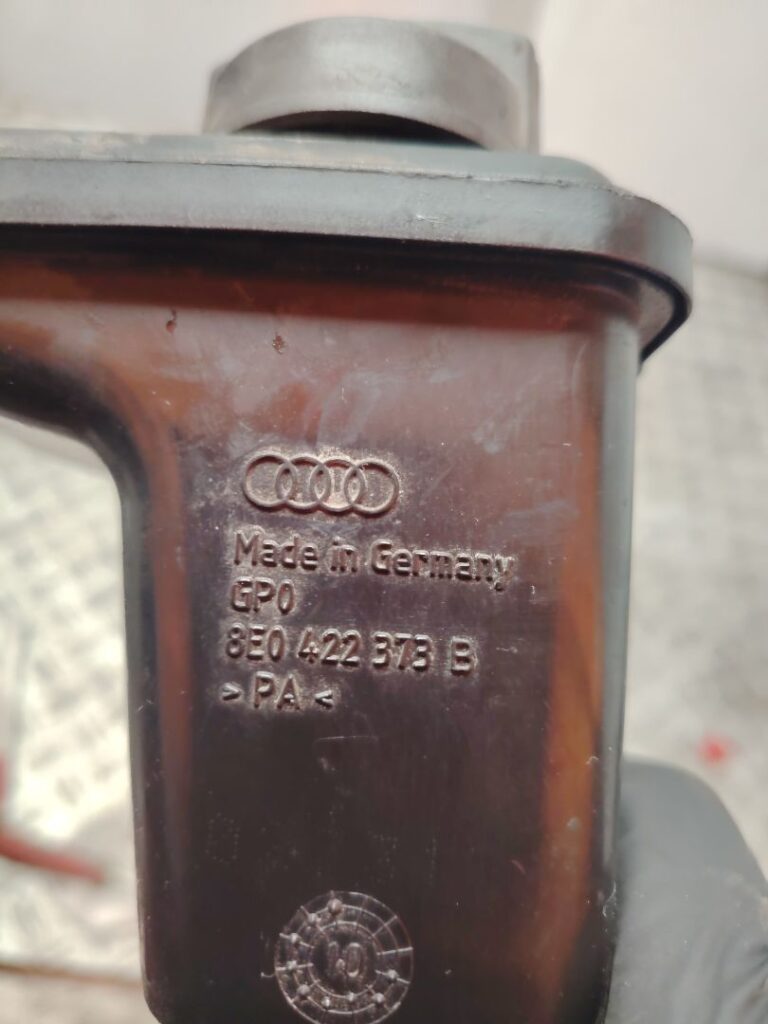 Made in Germany
GP0
8E0 422 373 B
> PA <